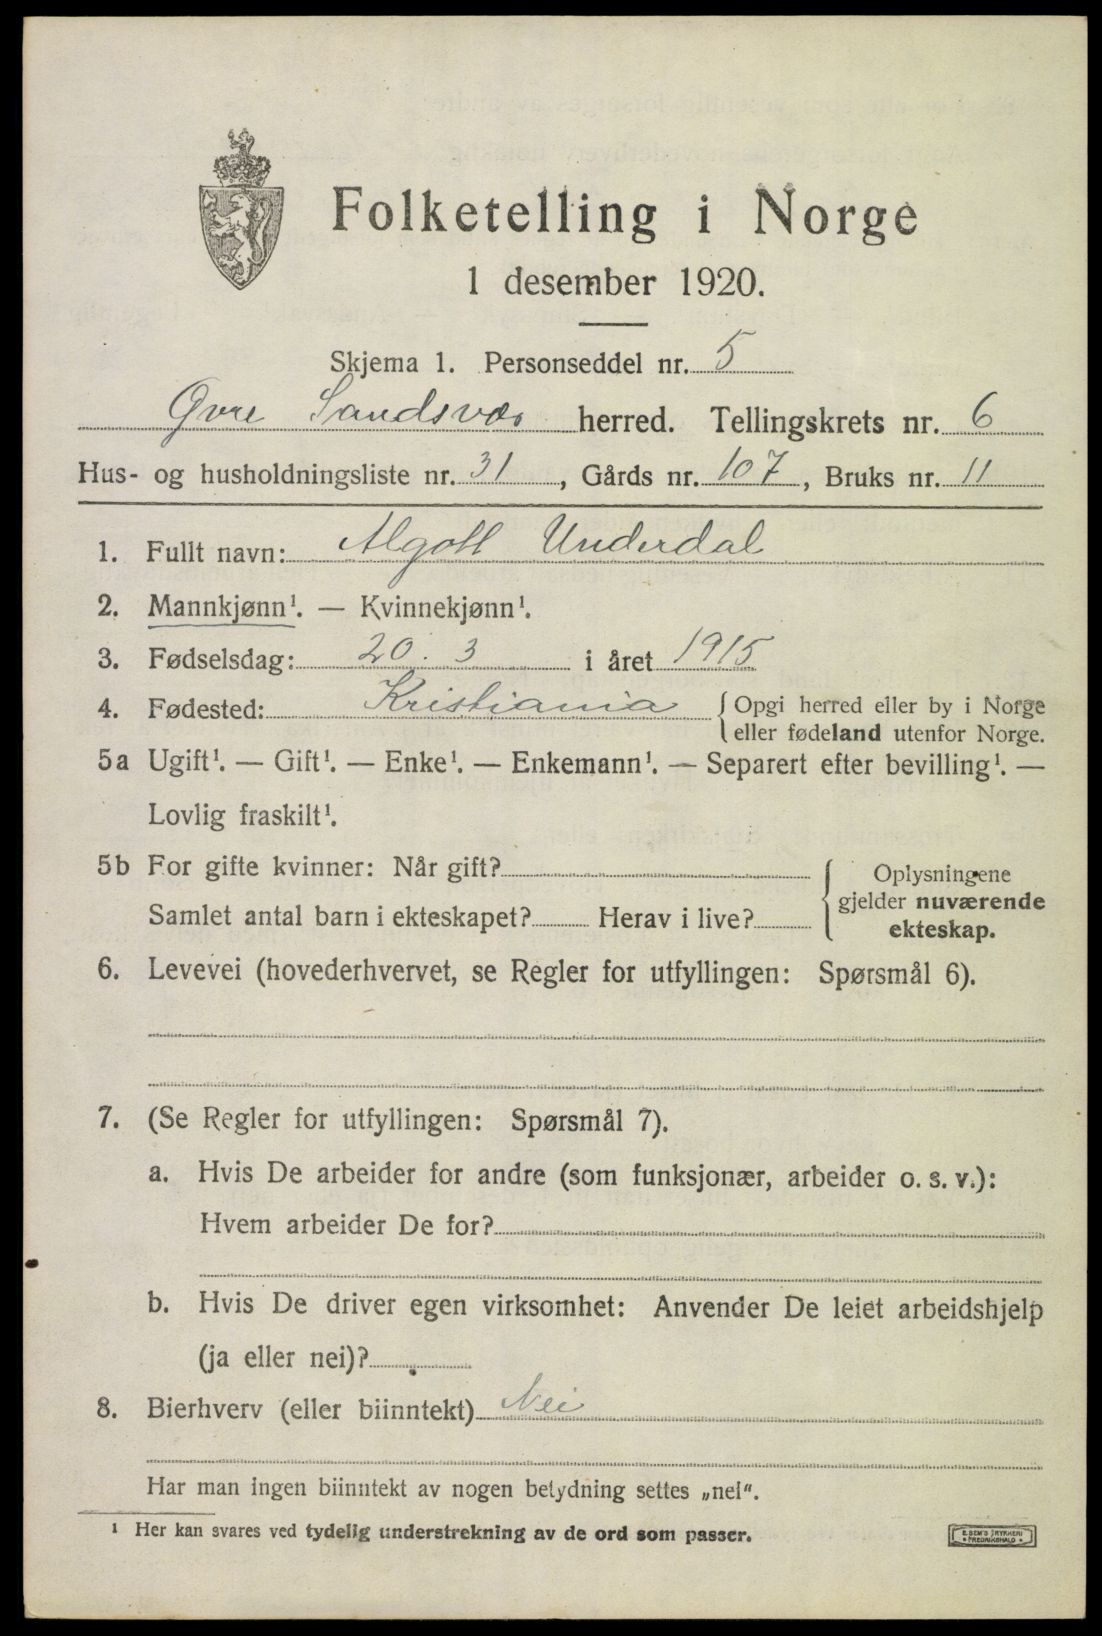 Folketelling i Norge
1 desember 1920.
Skjema 1. Personseddel nr. 5
Øvre Sandsvær herred. Tellingskrets nr. 6
Hus- og husholdningsliste nr. 31, Gårds nr. 107, Bruks nr. 11
1. Fullt navn: Algott Underdal
2. Mannkjønn¹. — Kvinnekjønn¹.
3. Fødselsdag: 20. 3 i året 1915
4. Fødested: Kristiania { Opgi herred eller by i Norge
eller fødeland utenfor Norge.
5a Ugift¹. — Gift¹. — Enke¹. — Enkemann¹. — Separert efter bevilling¹. —
Lovlig fraskilt¹.
5b For gifte kvinner: Når gift?
Samlet antal barn i ekteskapet? Herav i live?
{ Oplysningene
gjelder nuværende
ekteskap.
6. Levevei (hovederhvervet, se Regler for utfyllingen: Spørsmål 6).
7. (Se Regler for utfyllingen: Spørsmål 7).
a. Hvis De arbeider for andre (som funksjonær, arbeider o. s. v.):
Hvem arbeider De for?
b. Hvis De driver egen virksomhet: Anvender De leiet arbeidshjelp
(ja eller nei)?
8. Bierhverv (eller biinntekt) Nei
Har man ingen biinntekt av nogen betydning settes „nei“.
¹ Her kan svares ved tydelig understrekning av de ord som passer.
E. SEM'S TRYKKERI
• FREDRIKSHALD •